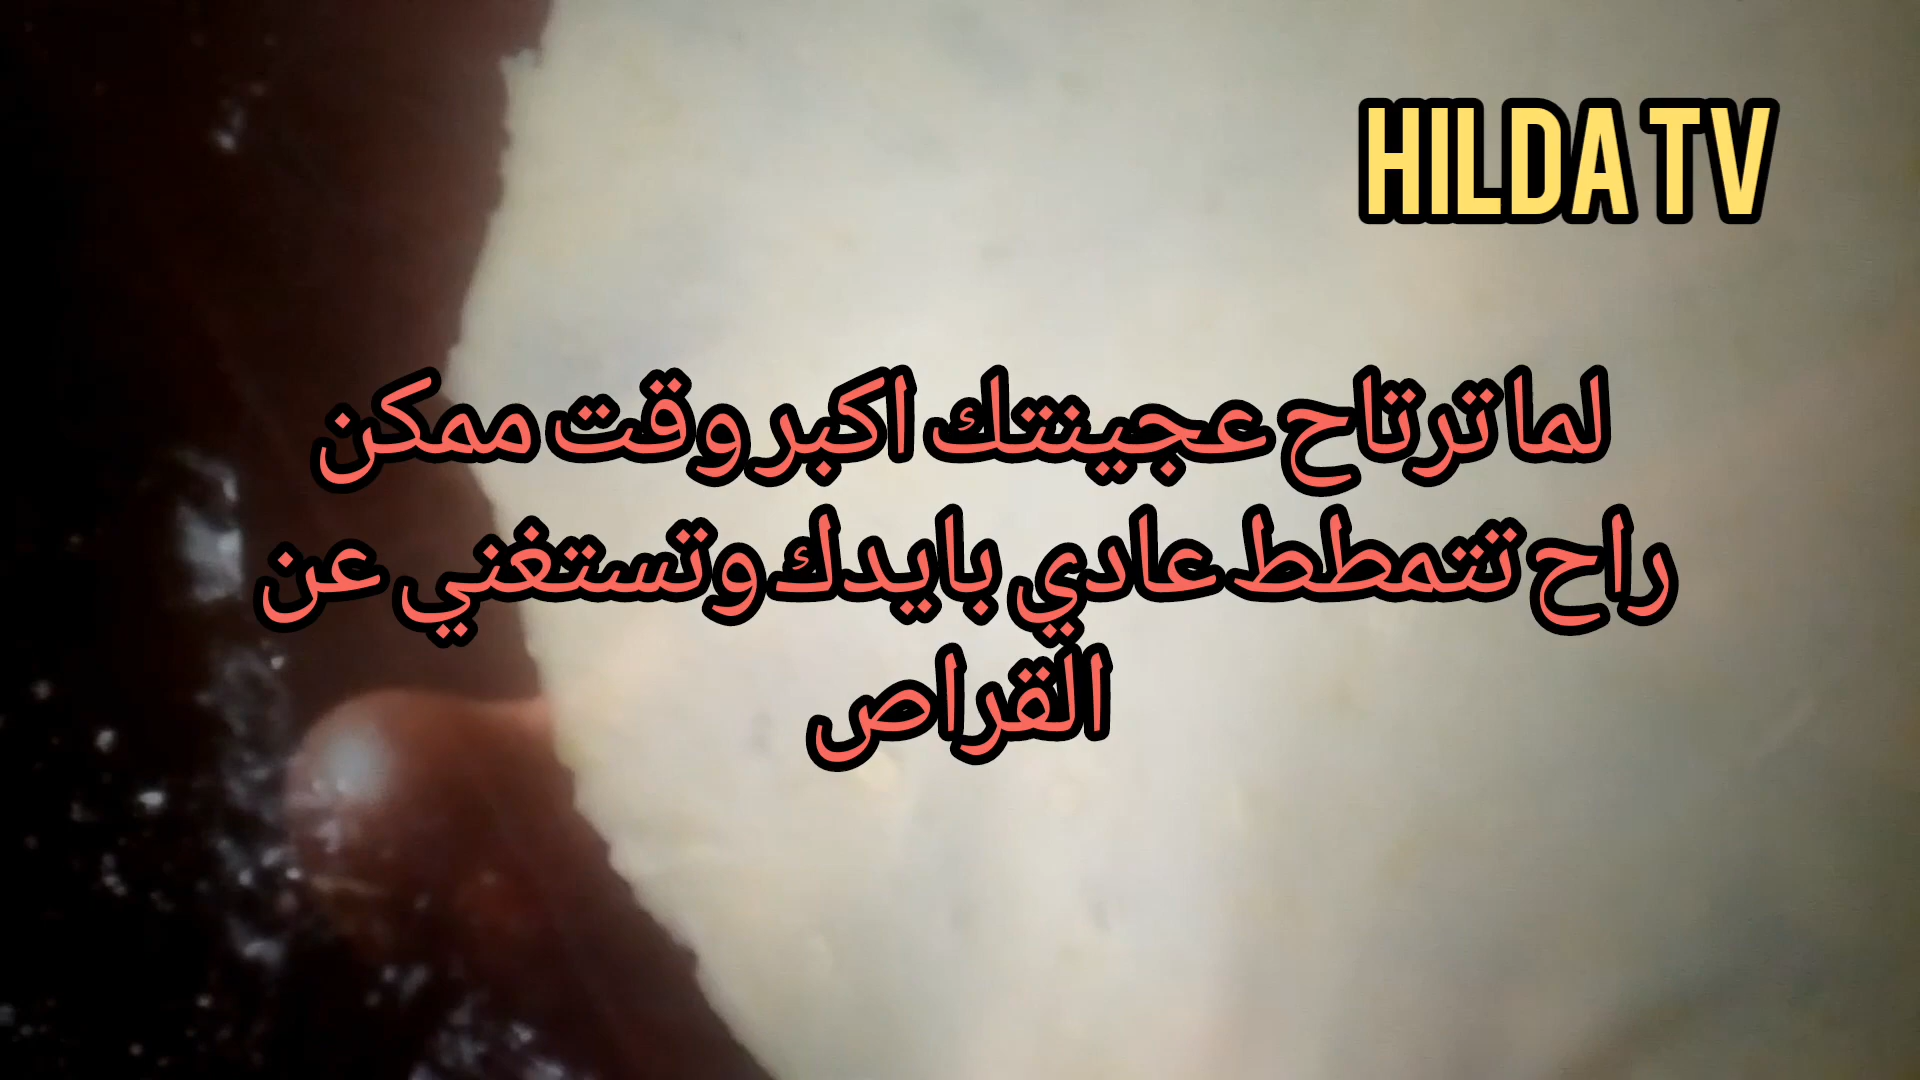 HILDA TV
لما ترتاح عجينتك اكبر وقت ممكن
راح تتمطط عادي بايدك وتستغني عن
القراص